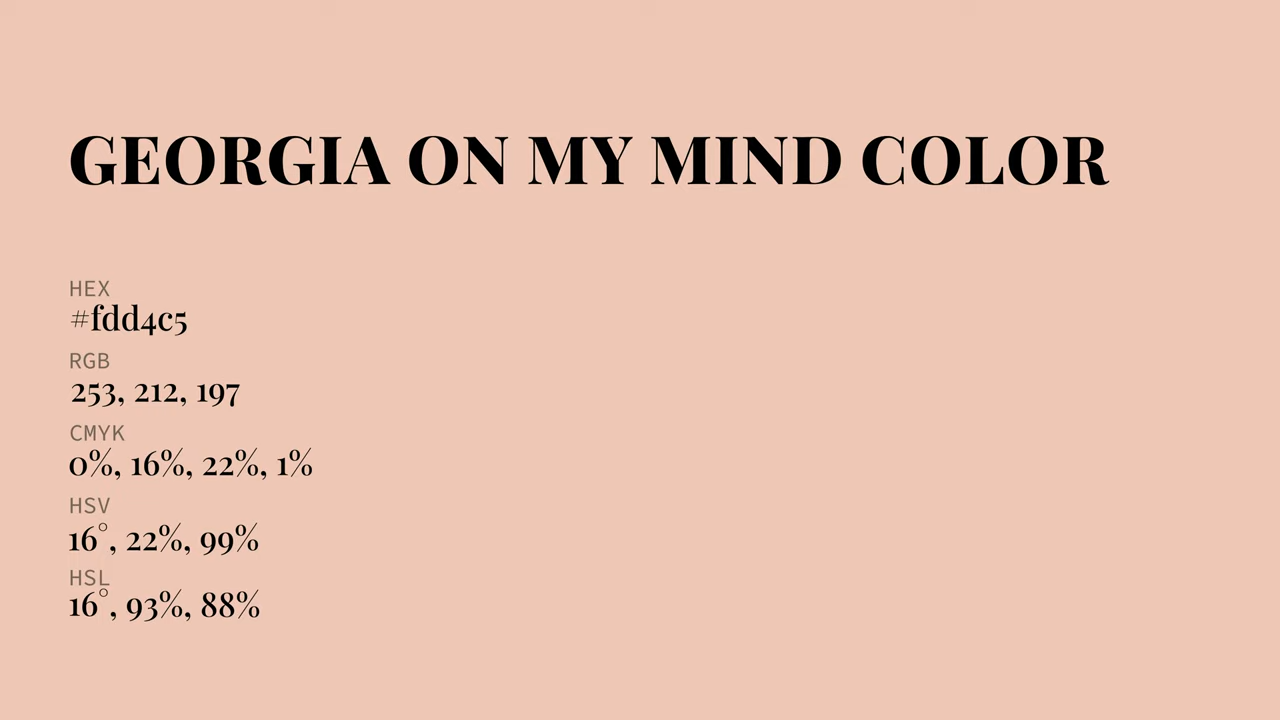 GEORGIA ON MY MIND COLOR
HEX
#fdd4c5
RGB
253, 212, 197
CMYK
0%, 16%, 22%, 1%
HSV
16°, 22%, 99%
HSL
16°, 93%, 88%